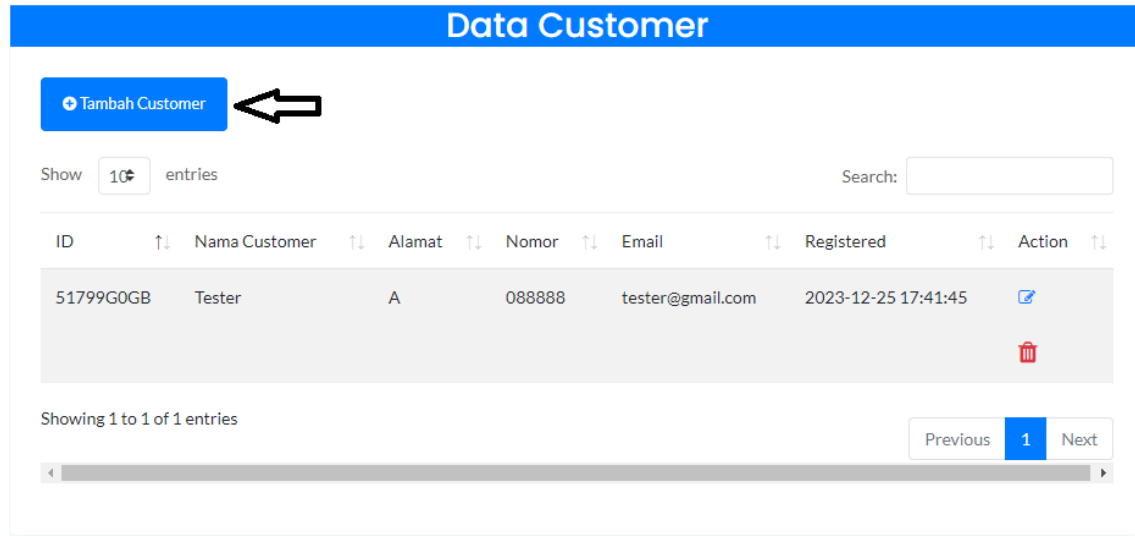 Data Customer
Tambah Customer
Show 10 entries Search:
ID Nama Customer Alamat Nomor Email Registered Action
51799G0GB Tester A 088888 tester@gmail.com 2023-12-25 17:41:45
Showing 1 to 1 of 1 entries
Previous 1 Next